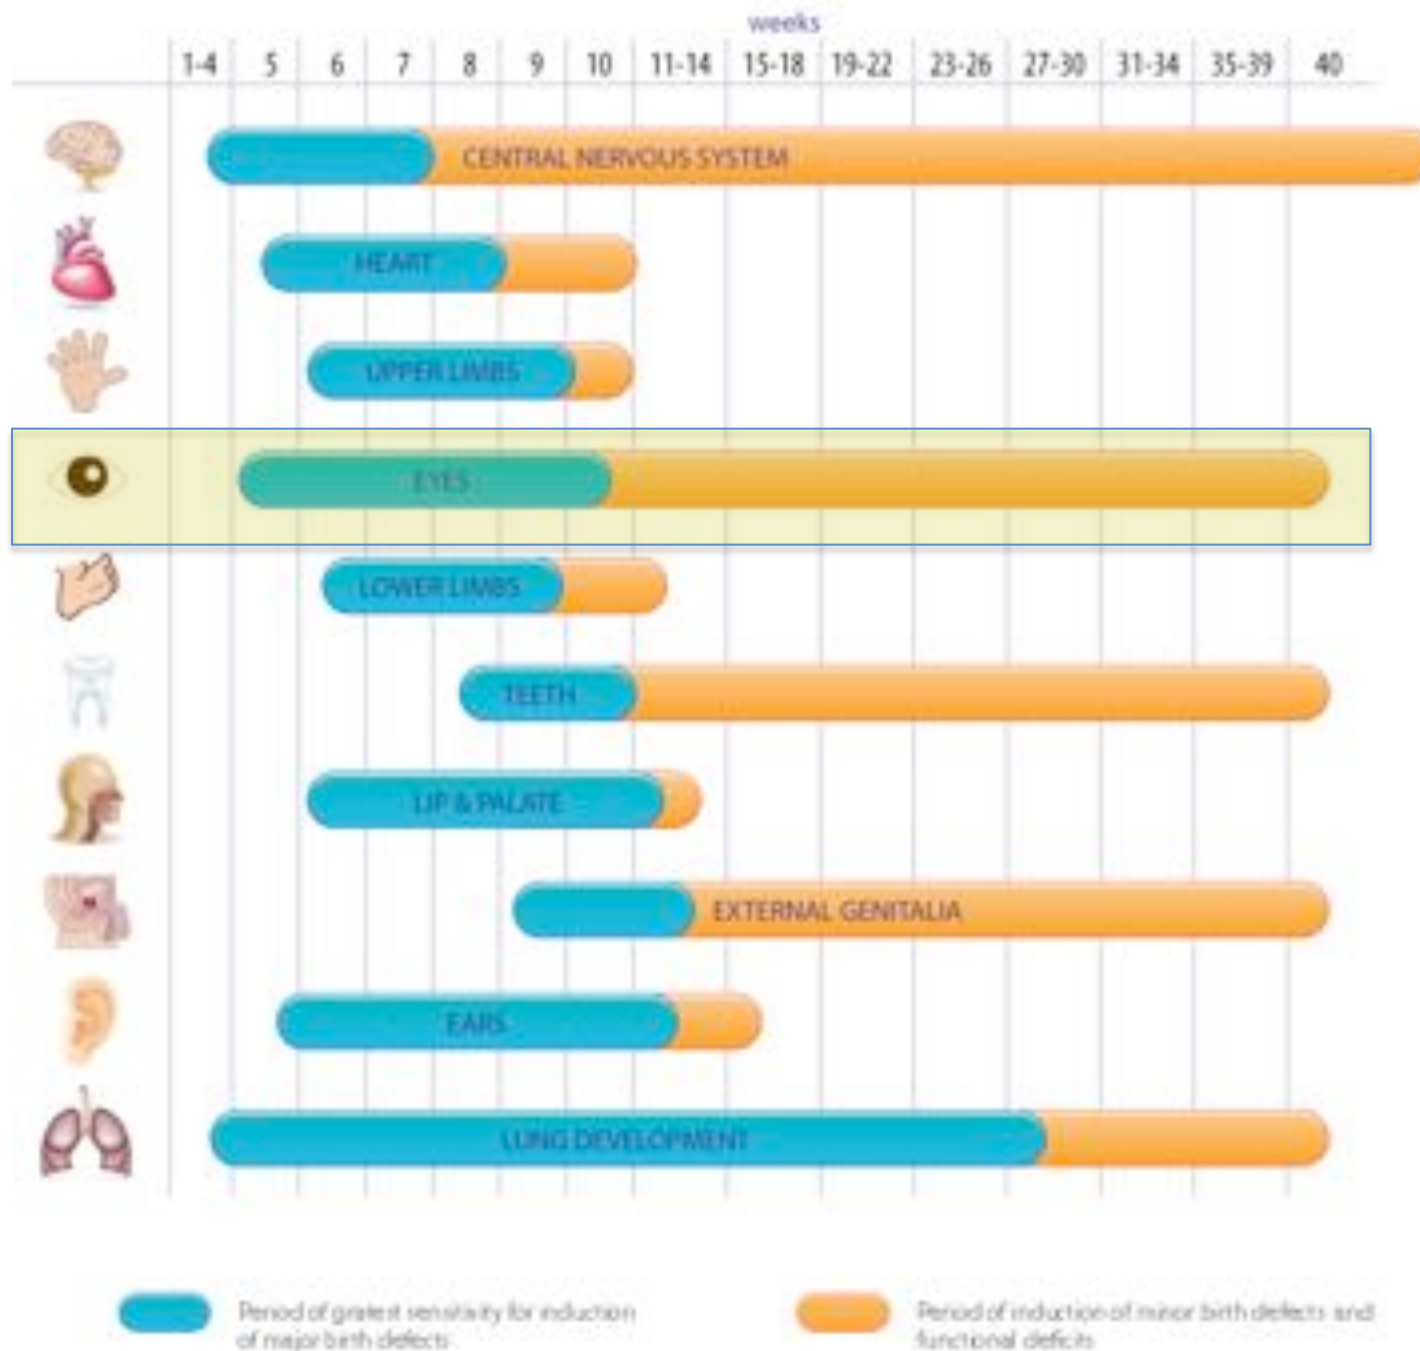 weeks
1-4 5 6 7 8 9 10 11-14 15-18 19-22 23-26 27-30 31-34 35-39 40
CENTRAL NERVOUS SYSTEM
HEART
UPPER LIMBS
EYES
LOWER LIMBS
TEETH
LIP & PALATE
EXTERNAL GENITALIA
EARS
LUNG DEVELOPMENT
Period of gratest sensitivity for induction
of major birth defects
Period of induction of minor birth defects and
functional deficits